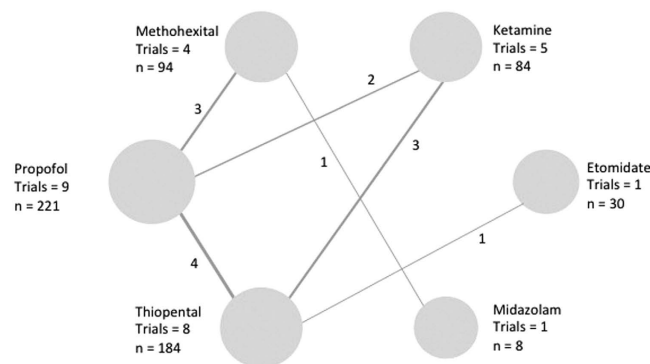 Methohexital
Trials = 4
n = 94
Ketamine
Trials = 5
n = 84
2
3
3
1
Propofol
Trials = 9
n = 221
Etomidate
Trials = 1
n = 30
1
4
Thiopental
Trials = 8
n = 184
Midazolam
Trials = 1
n = 8